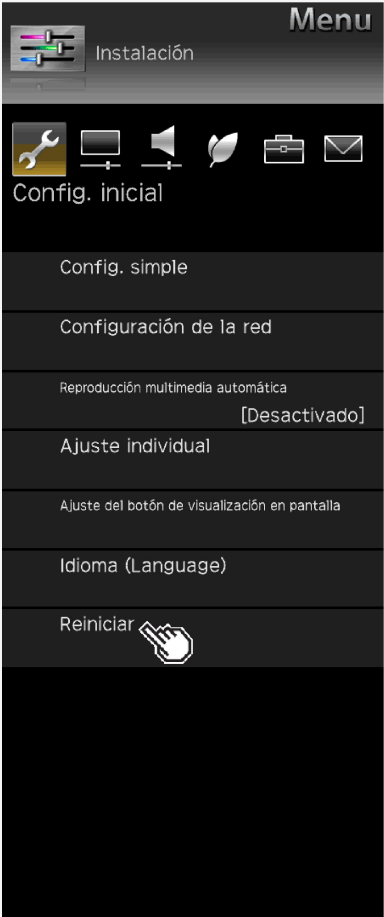 Menu
Instalación
Config. inicial
Config. simple
Configuración de la red
Reproducción multimedia automática
[Desactivado]
Ajuste individual
Ajuste del botón de visualización en pantalla
Idioma (Language)
Reiniciar